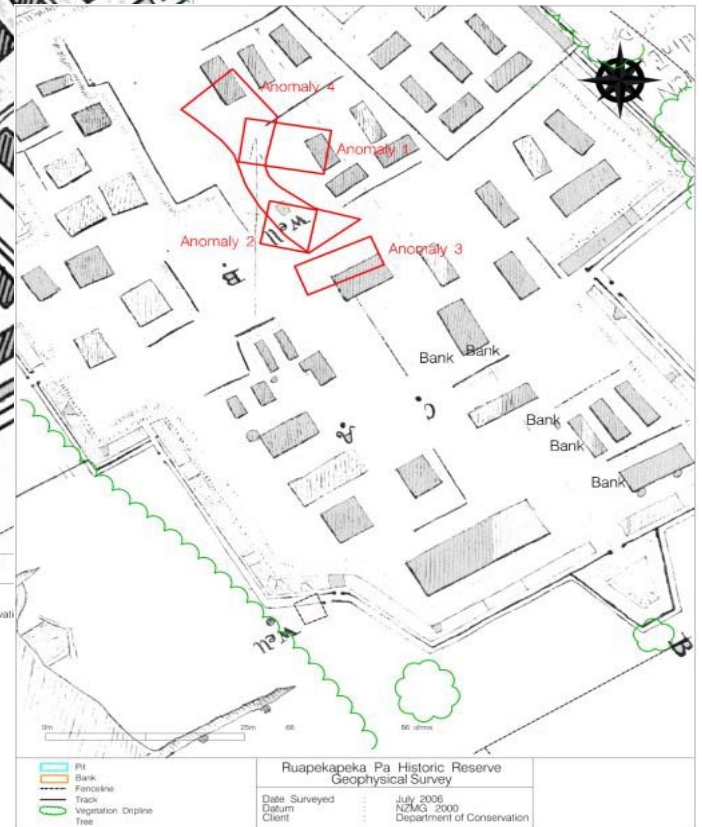 Anomaly 4
Anomaly 1
Well
Anomaly 2
Anomaly 3
B
Bank Bank
C
A
Bank
Bank
Bank
Well
B
0m 25m
Pit
Bank
Fenceline
Track
Vegetation Dripline
Tree
Ruapekapeka Pa Historic Reserve
Geophysical Survey
Date Surveyed : July 2006
Datum : NZMG 2000
Client : Department of Conservation